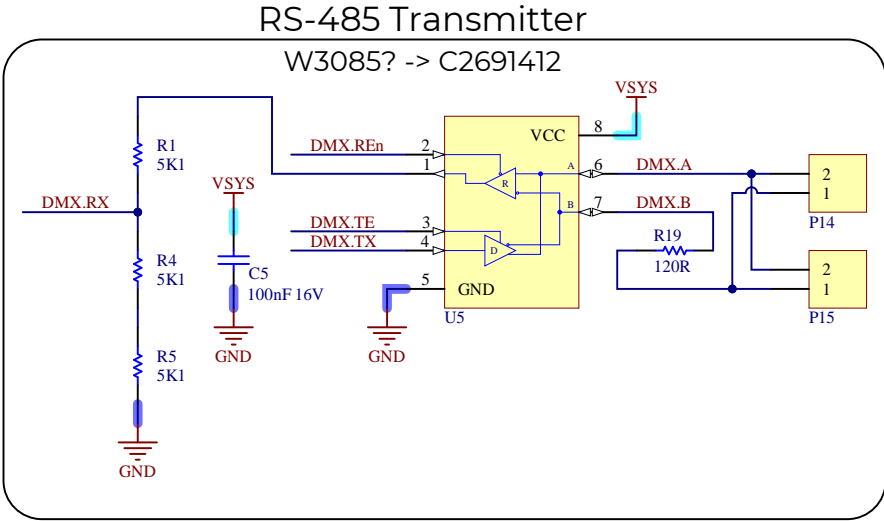 RS-485 Transmitter
W3085? -> C2691412
VSYS
VCC
8
DMX.REn
2
1
R1
5K1
A
6
DMX.A
2
1
P14
R
VSYS
DMX.RX
B
7
DMX.B
DMX.TE
3
DMX.TX
4
D
R19
120R
R4
5K1
C5
100nF 16V
5
GND
U5
2
1
P15
GND
GND
R5
5K1
GND